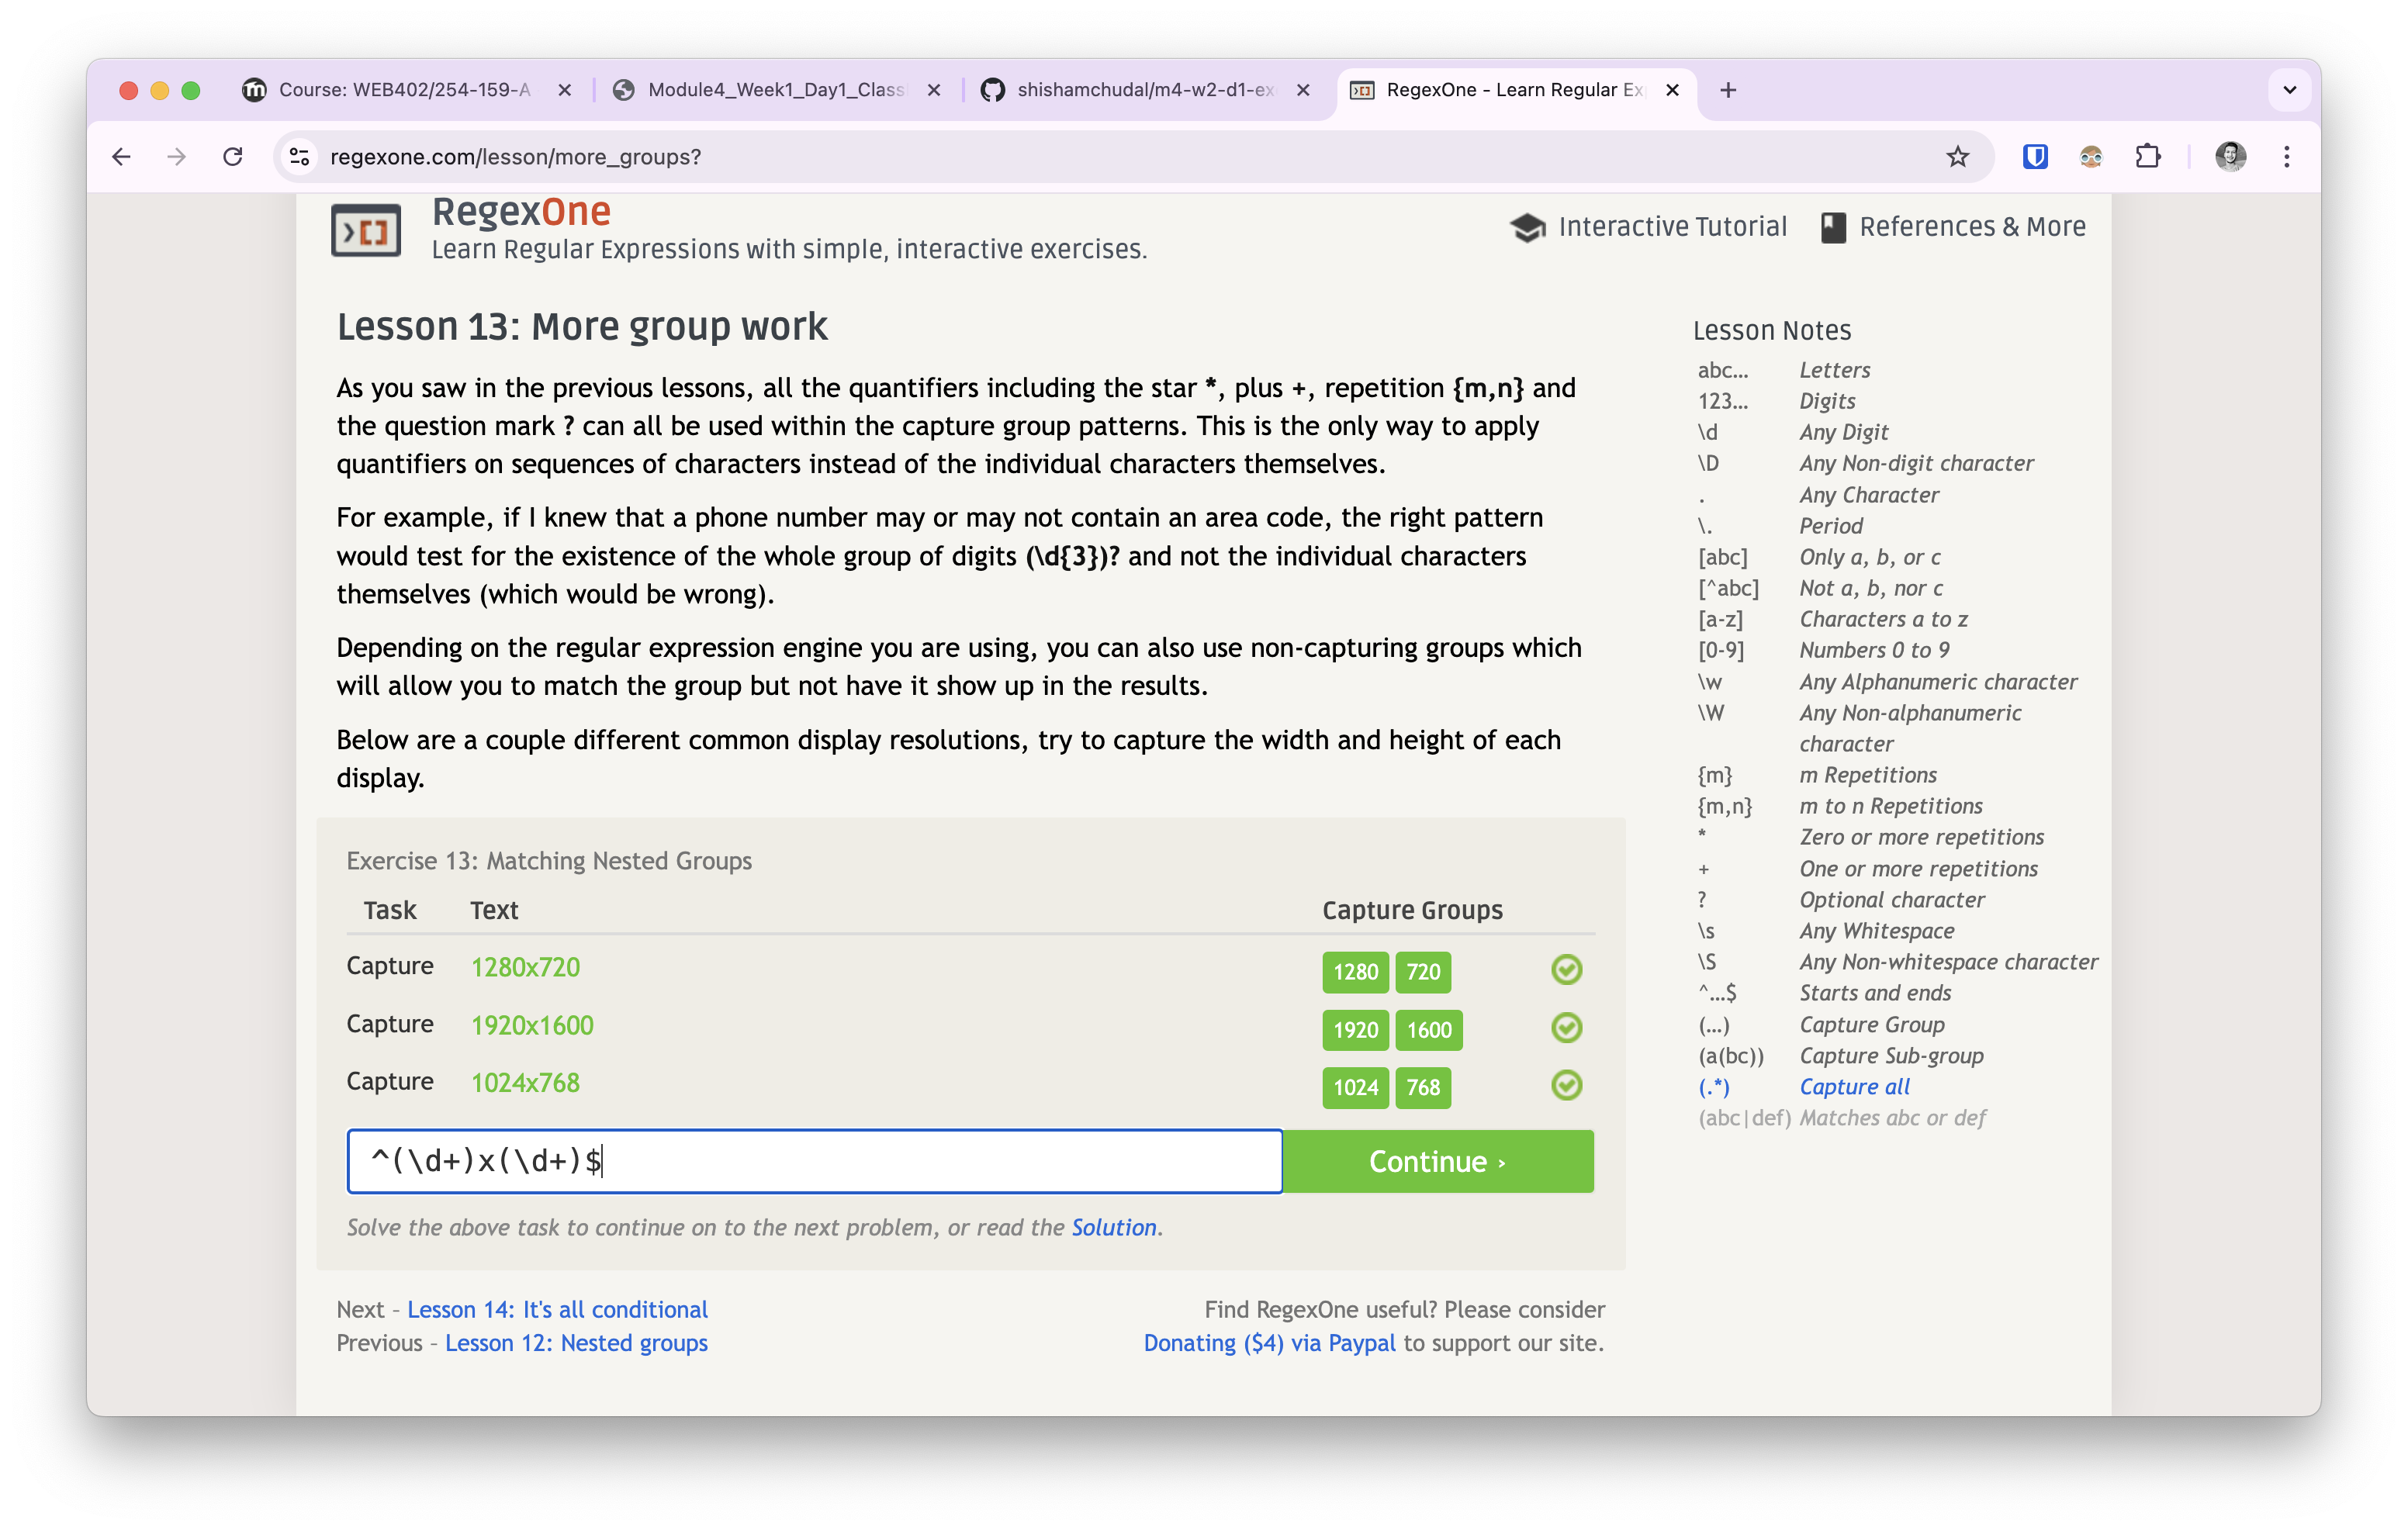 Course: WEB402/254-159-A
Module4_Week1_Day1_Class
shishamchudal/m4-w2-d1-ex
RegexOne - Learn Regular Ex
regexone.com/lesson/more_groups?
RegexOne
Learn Regular Expressions with simple, interactive exercises.
Interactive Tutorial
References & More
Lesson 13: More group work
As you saw in the previous lessons, all the quantifiers including the star *, plus +, repetition {m,n} and
the question mark ? can all be used within the capture group patterns. This is the only way to apply
quantifiers on sequences of characters instead of the individual characters themselves.
For example, if I knew that a phone number may or may not contain an area code, the right pattern
would test for the existence of the whole group of digits (\d{3})? and not the individual characters
themselves (which would be wrong).
Depending on the regular expression engine you are using, you can also use non-capturing groups which
will allow you to match the group but not have it show up in the results.
Below are a couple different common display resolutions, try to capture the width and height of each
display.
Exercise 13: Matching Nested Groups
Task Text Capture Groups
Capture 1280x720 1280 720
Capture 1920x1600 1920 1600
Capture 1024x768 1024 768
^(\d+)x(\d+)$
Continue ›
Solve the above task to continue on to the next problem, or read the Solution.
Next – Lesson 14: It's all conditional
Previous – Lesson 12: Nested groups
Find RegexOne useful? Please consider
Donating ($4) via Paypal to support our site.
Lesson Notes
abc… Letters
123… Digits
\d Any Digit
\D Any Non-digit character
. Any Character
\. Period
[abc] Only a, b, or c
[^abc] Not a, b, nor c
[a-z] Characters a to z
[0-9] Numbers 0 to 9
\w Any Alphanumeric character
\W Any Non-alphanumeric
character
{m} m Repetitions
{m,n} m to n Repetitions
* Zero or more repetitions
+ One or more repetitions
? Optional character
\s Any Whitespace
\S Any Non-whitespace character
^…$ Starts and ends
(…) Capture Group
(a(bc)) Capture Sub-group
(.*) Capture all
(abc|def) Matches abc or def